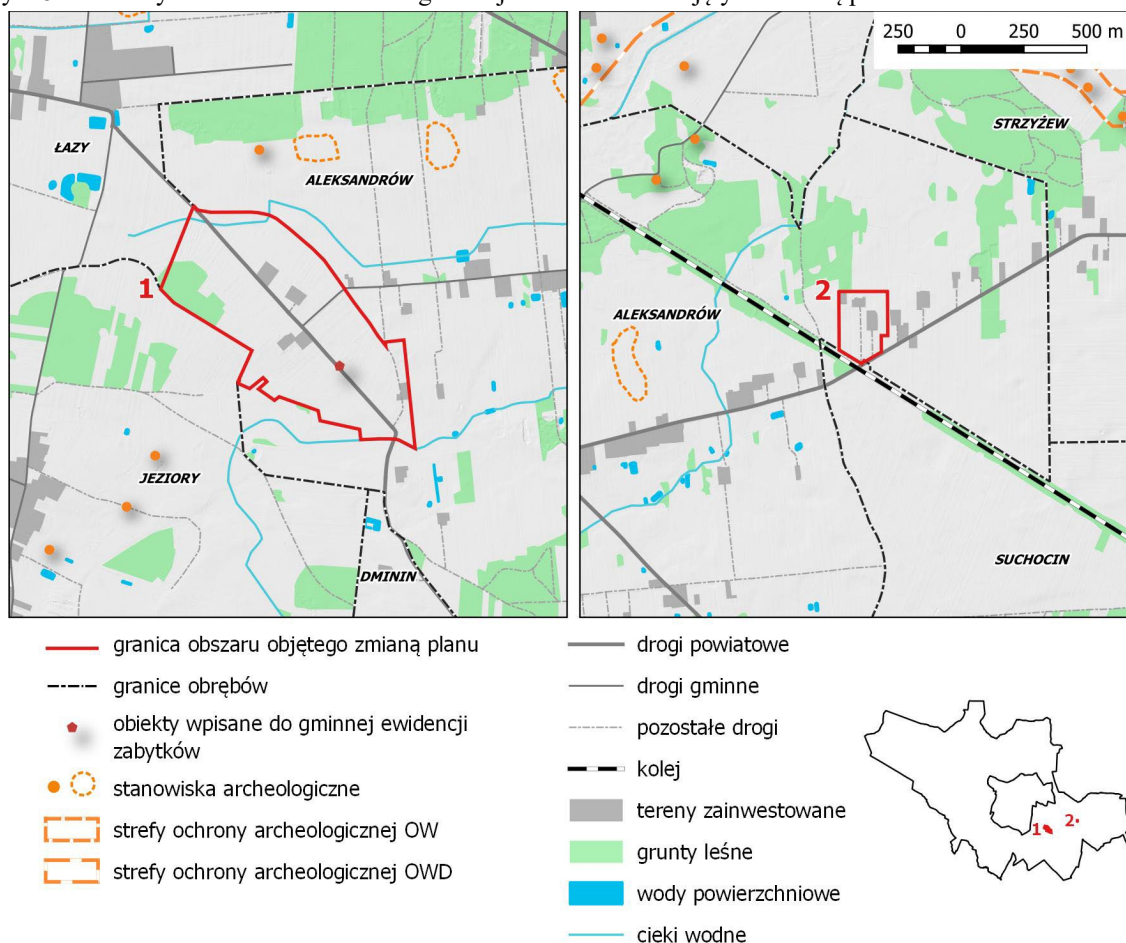 250 0 250 500 m
STRZYŻEW
ŁAZY
ALEKSANDRÓW
1
2
ALEKSANDRÓW
JEZIORY
DMININ
SUCHOCIN
granica obszaru objętego zmianą planu
granice obrębów
obiekty wpisane do gminnej ewidencji
zabytków
stanowiska archeologiczne
strefy ochrony archeologicznej OW
strefy ochrony archeologicznej OWD
drogi powiatowe
drogi gminne
pozostałe drogi
kolej
tereny zainwestowane
grunty leśne
wody powierzchniowe
cieki wodne
1
2